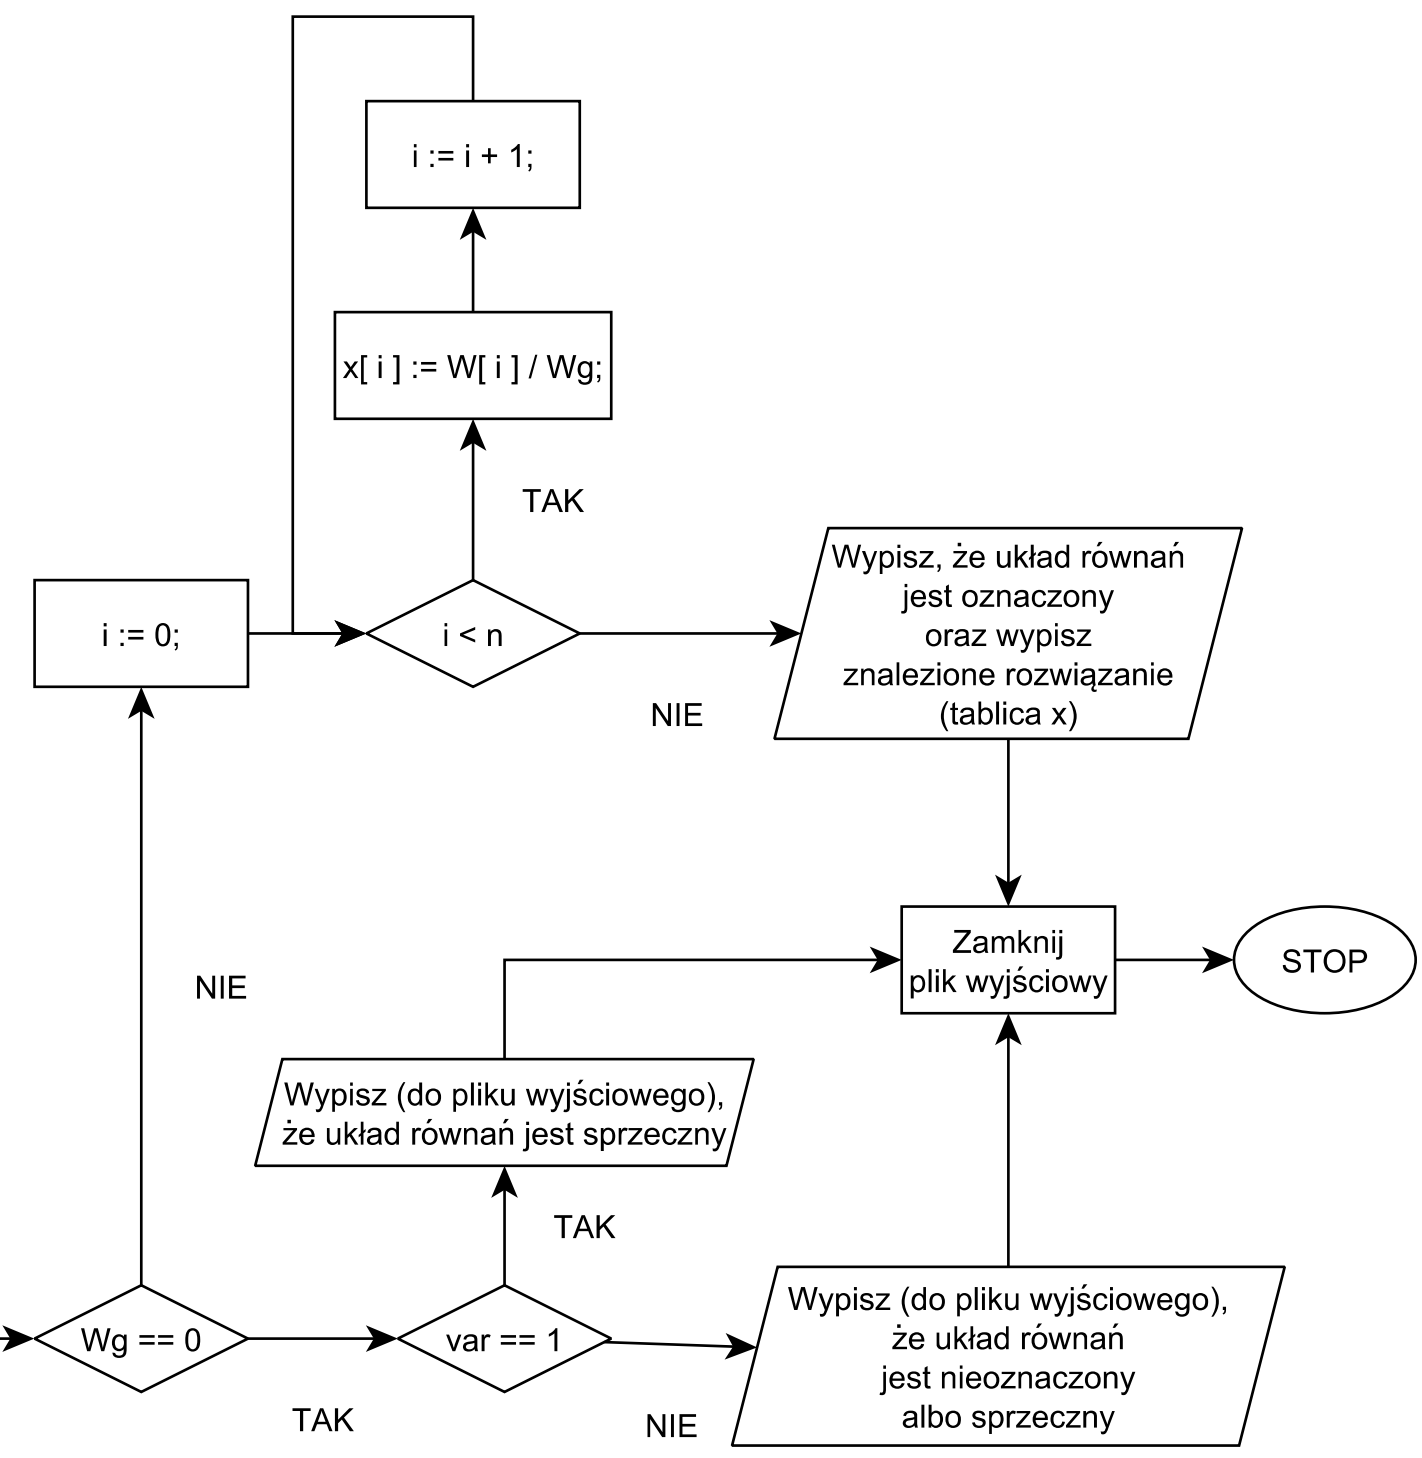 i := i + 1;
x[ i ] := W[ i ] / Wg;
TAK
i := 0;
i < n
NIE
Wypisz, że układ równań
jest oznaczony
oraz wypisz
znalezione rozwiązanie
(tablica x)
NIE
Zamknij
plik wyjściowy
STOP
Wypisz (do pliku wyjściowego),
że układ równań jest sprzeczny
TAK
Wg == 0
TAK
var == 1
NIE
Wypisz (do pliku wyjściowego),
że układ równań
jest nieoznaczony
albo sprzeczny